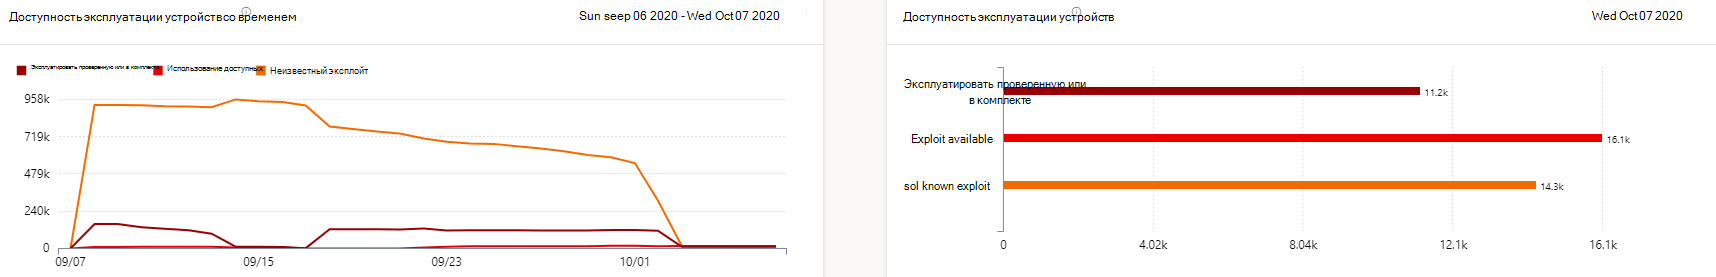 Доступность эксплуатации устройствсо временем
Sun seep 06 2020 - Wed Oct 07 2020
Эксплуатировать проверенную или в комплекте
Использование доступных
Неизвестный эксплойт
958k
719k
479k
240k
0
09/07
09/15
09/23
10/01
Доступность эксплуатации устройств
Wed Oct 07 2020
Эксплуатировать проверенную или
в комплекте
11.2k
Exploit available
16.1k
sol known exploit
14.3k
0
4.02k
8.04k
12.1k
16.1k